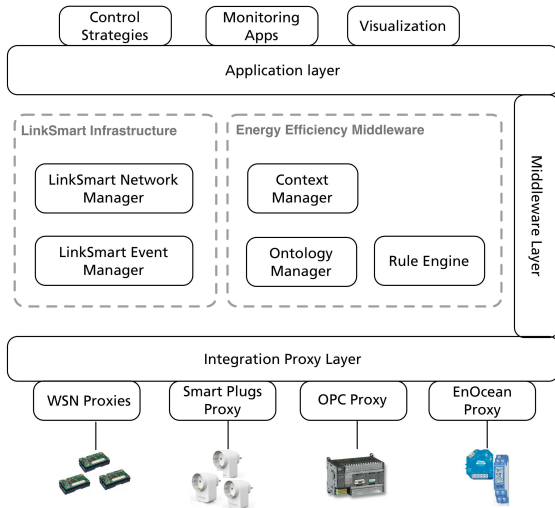 Control
Strategies
Monitoring
Apps
Visualization
Application layer
LinkSmart Infrastructure
Energy Efficiency Middleware
LinkSmart Network
Manager
Context
Manager
LinkSmart Event
Manager
Ontology
Manager
Rule Engine
Middleware Layer
Integration Proxy Layer
WSN Proxies
Smart Plugs
Proxy
OPC Proxy
EnOcean
Proxy